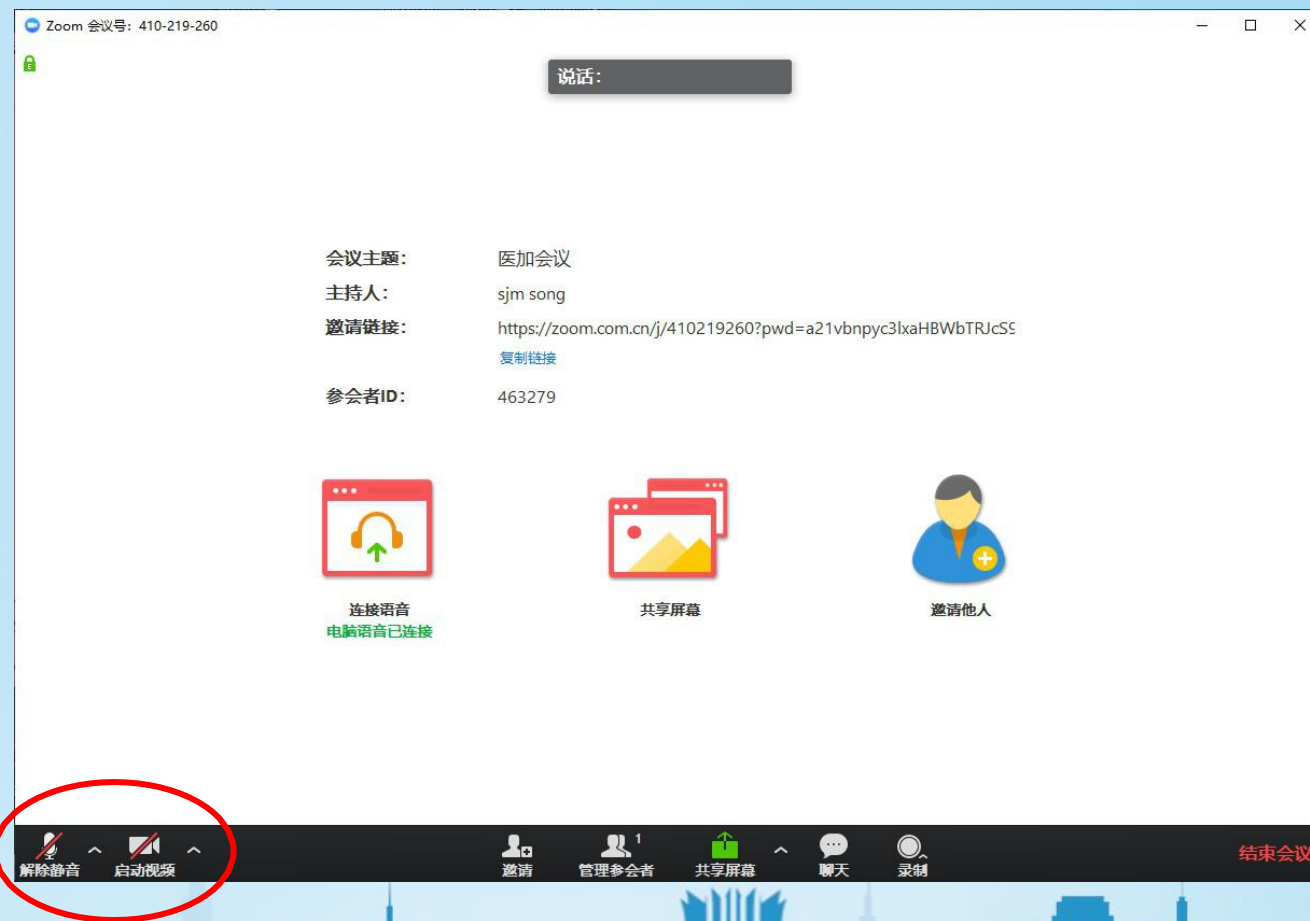 Zoom 会议号：410-219-260
说话：
会议主题： 医加会议
主持人： sjm song
邀请链接： https://zoom.com.cn/j/410219260?pwd=a21vbnpyc3lxaHBWbTRJcS9
复制链接
参会者ID： 463279
连接语音 共享屏幕 邀请他人
电脑语音已连接
1
解除静音 启动视频 邀请 管理参会者 共享屏幕 聊天 录制 结束会议